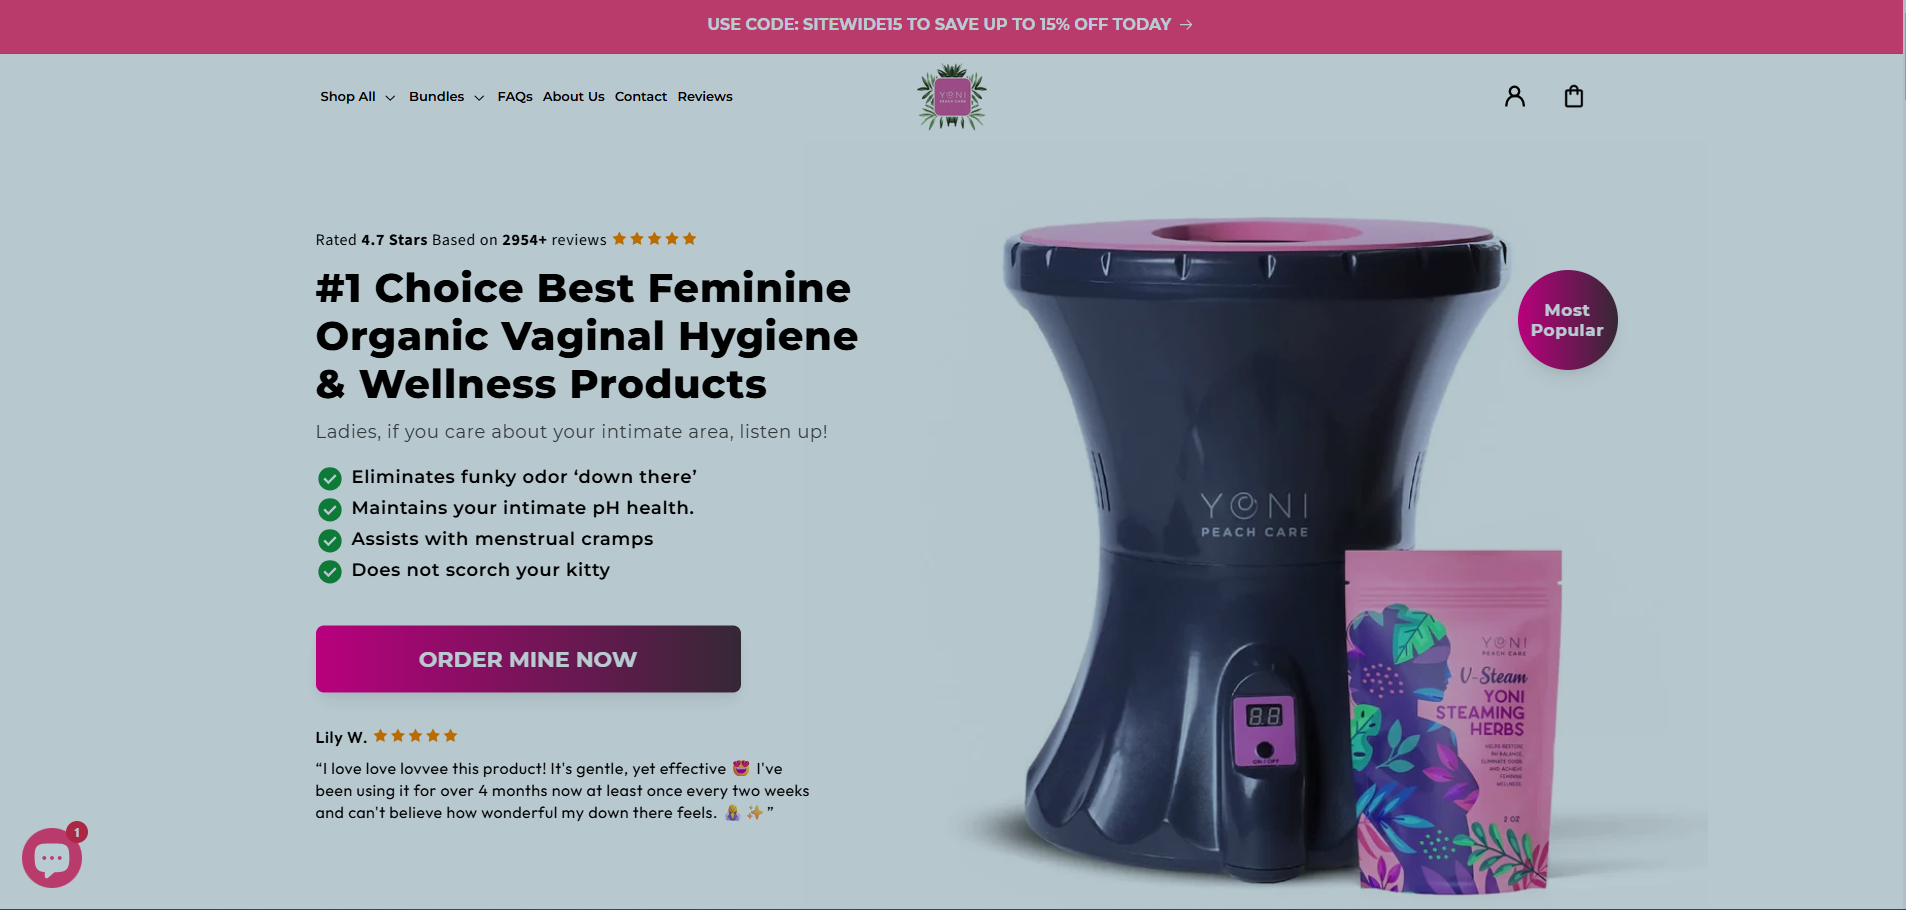 USE CODE: SITEWIDE15 TO SAVE UP TO 15% OFF TODAY →
Shop All Bundles FAQs About Us Contact Reviews
YONI
PEACH CARE
Rated 4.7 Stars Based on 2954+ reviews ★★★★★
#1 Choice Best Feminine
Organic Vaginal Hygiene
& Wellness Products
Ladies, if you care about your intimate area, listen up!
Eliminates funky odor ‘down there’
Maintains your intimate pH health.
Assists with menstrual cramps
Does not scorch your kitty
ORDER MINE NOW
Lily W. ★★★★★
“I love love lovvee this product! It's gentle, yet effective 😍 I've
been using it for over 4 months now at least once every two weeks
and can't believe how wonderful my down there feels. 🧘‍♀️ ✨ ”
1
Most
Popular
YONI
PEACH CARE
88
ON / OFF
YONI
PEACH CARE
U-Steam
YONI
STEAMING
HERBS
HELPS RESTORE
PH BALANCE,
ELIMINATE ODOR
AND ACHIEVE
FEMININE
WELLNESS.
2 OZ